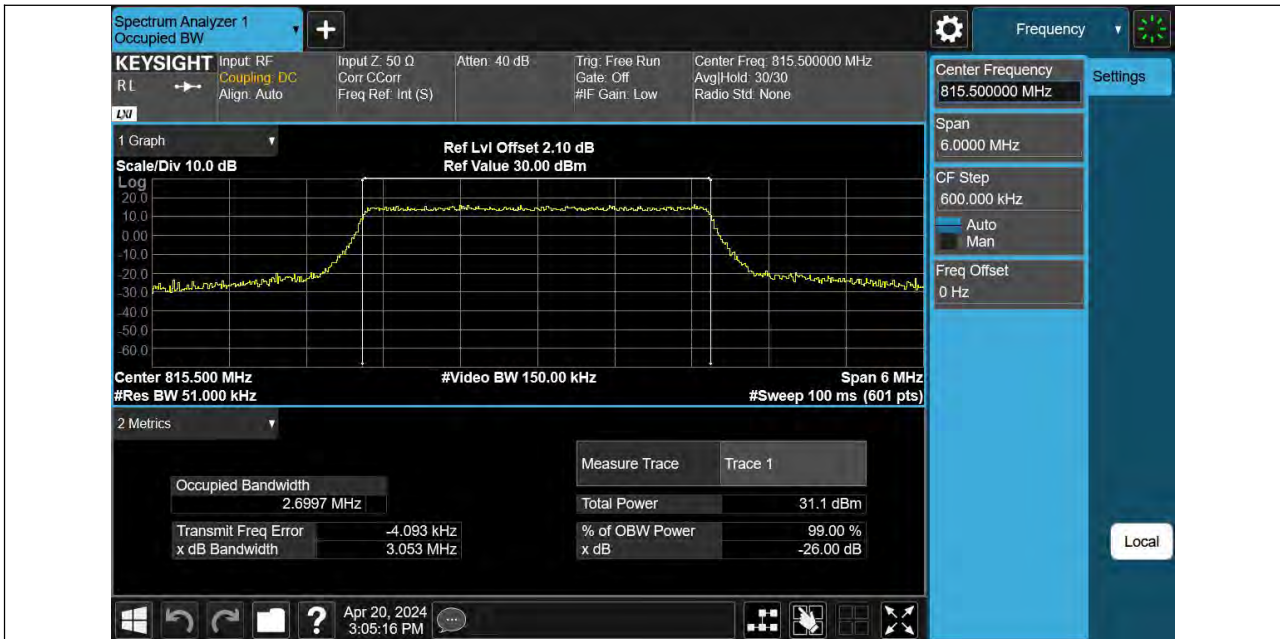 Spectrum Analyzer 1
Occupied BW
Frequency
KEYSIGHT
RL
LXI
Input: RF
Coupling: DC
Align: Auto
Input Z: 50 Ω
Corr CCorr
Freq Ref: Int (S)
Atten: 40 dB
Trig: Free Run
Gate: Off
#IF Gain: Low
Center Freq: 815.500000 MHz
Avg|Hold: 30/30
Radio Std: None
Center Frequency
815.500000 MHz
Settings
Span
6.0000 MHz
CF Step
600.000 kHz
Auto
Man
Freq Offset
0 Hz
Local
1 Graph
Scale/Div 10.0 dB
Ref Lvl Offset 2.10 dB
Ref Value 30.00 dBm
Log
20.0
10.0
0.00
-10.0
-20.0
-30.0
-40.0
-50.0
-60.0
Center 815.500 MHz
#Video BW 150.00 kHz
Span 6 MHz
#Res BW 51.000 kHz
#Sweep 100 ms (601 pts)
2 Metrics
Measure Trace Trace 1
Occupied Bandwidth
2.6997 MHz
Total Power 31.1 dBm
Transmit Freq Error -4.093 kHz
% of OBW Power 99.00 %
x dB Bandwidth 3.053 MHz
x dB -26.00 dB
?
Apr 20, 2024
3:05:16 PM